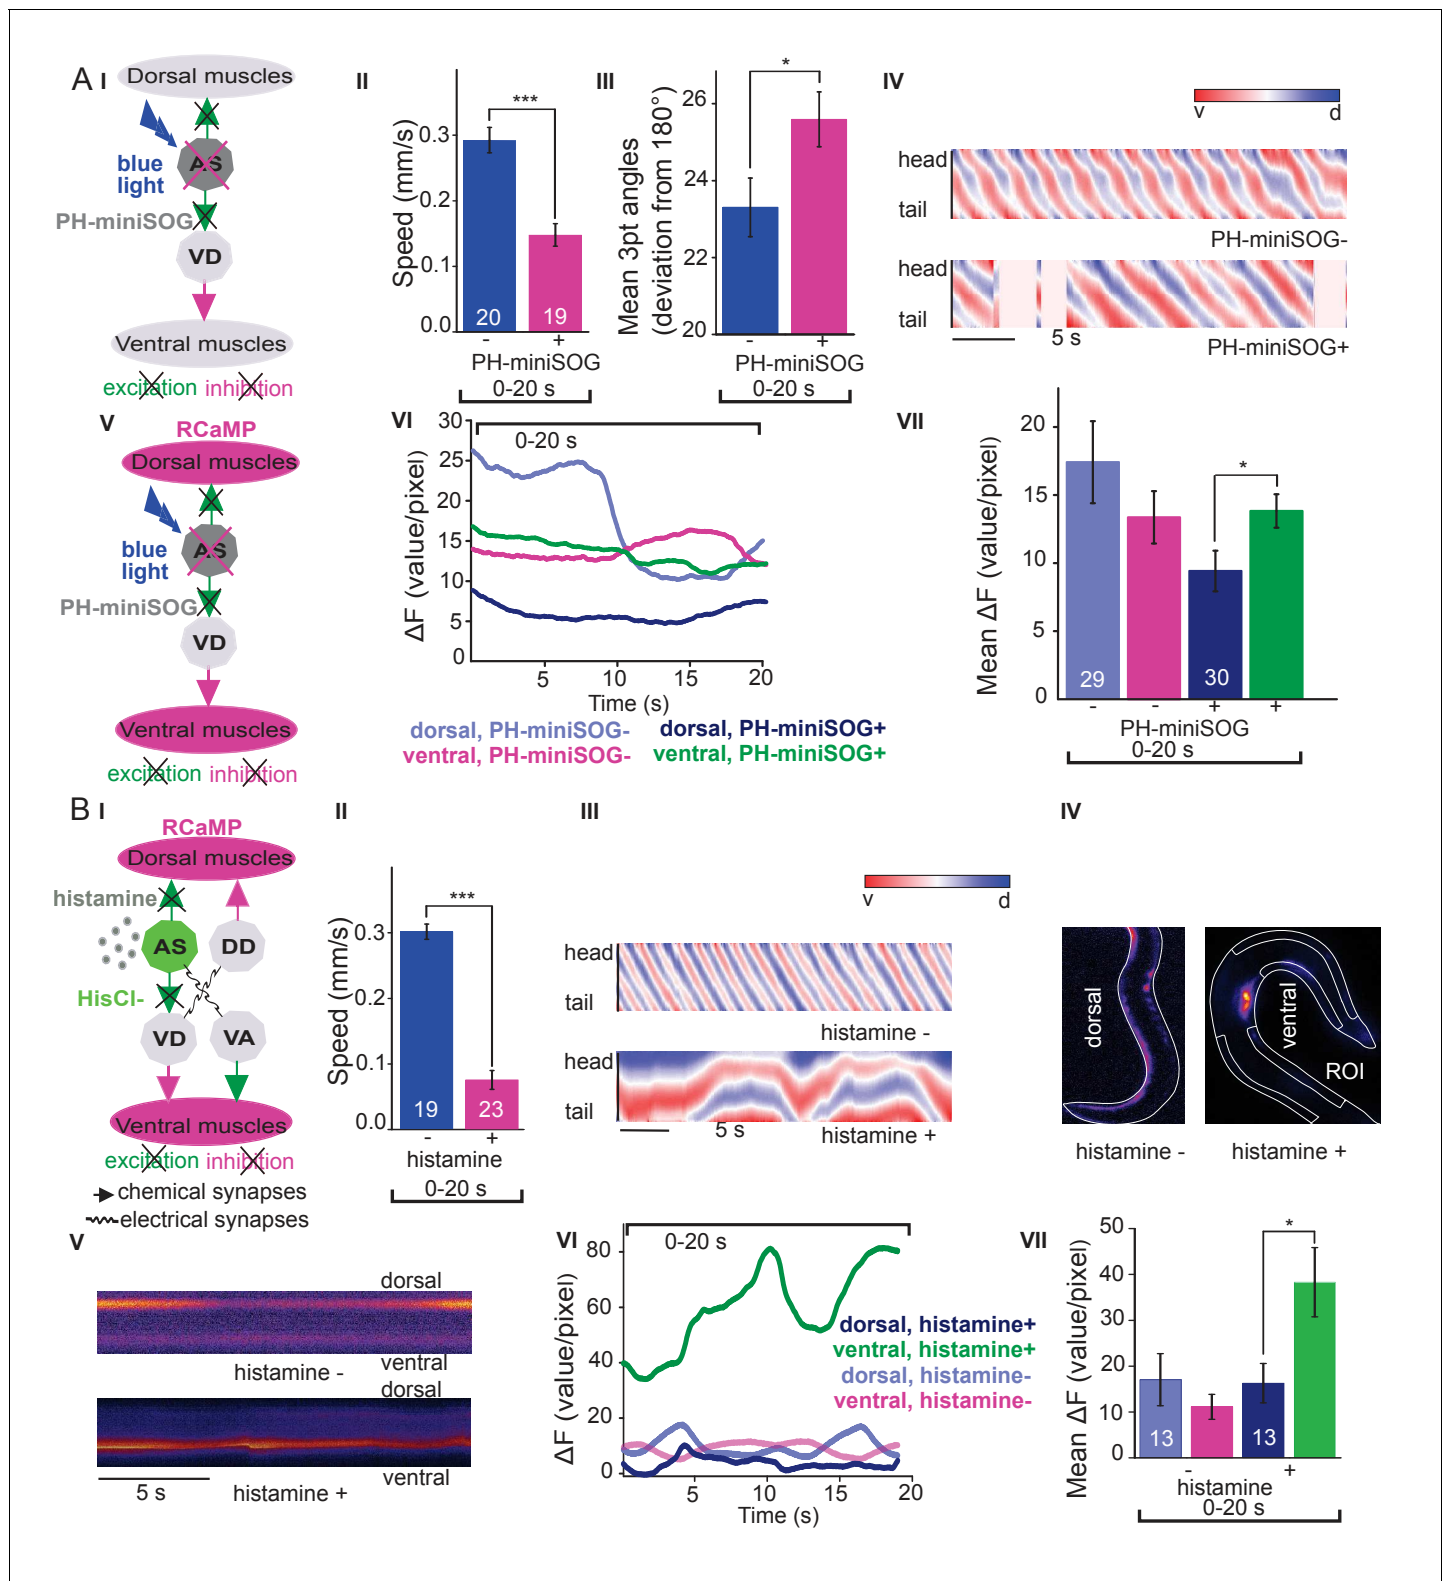 A I
Dorsal muscles
blue
light
AS
PH-miniSOG
VD
Ventral muscles
excitation inhibition
II
Speed (mm/s)
0.3
0.2
0.1
0.0
***
20
19
- +
PH-miniSOG
0-20 s
III
Mean 3pt angles
(deviation from 180°)
26
24
22
20
*
- +
PH-miniSOG
0-20 s
IV
v d
head
tail
PH-miniSOG-
head
tail
5 s
PH-miniSOG+
V
RCaMP
Dorsal muscles
blue
light
AS
PH-miniSOG
VD
Ventral muscles
excitation inhibition
VI
ΔF (value/pixel)
30
25
20
15
10
5
0
0-20 s
5 10 15 20
Time (s)
dorsal, PH-miniSOG- dorsal, PH-miniSOG+
ventral, PH-miniSOG- ventral, PH-miniSOG+
VII
Mean ΔF (value/pixel)
20
15
10
5
0
*
29
30
- - + +
PH-miniSOG
0-20 s
B I
RCaMP
Dorsal muscles
histamine
AS DD
HisCl-
VD VA
Ventral muscles
excitation inhibition
chemical synapses
electrical synapses
II
Speed (mm/s)
0.3
0.2
0.1
0.0
***
19
23
- +
histamine
0-20 s
III
v d
head
tail
histamine -
head
tail
5 s
histamine +
IV
dorsal
ventral
ROI
histamine - histamine +
V
dorsal
ventral
histamine -
dorsal
ventral
5 s
histamine +
VI
ΔF (value/pixel)
80
60
40
20
0
0-20 s
5 10 15 20
Time (s)
dorsal, histamine+
ventral, histamine+
dorsal, histamine-
ventral, histamine-
VII
Mean ΔF (value/pixel)
50
40
30
20
10
0
*
13
13
- +
histamine
0-20 s